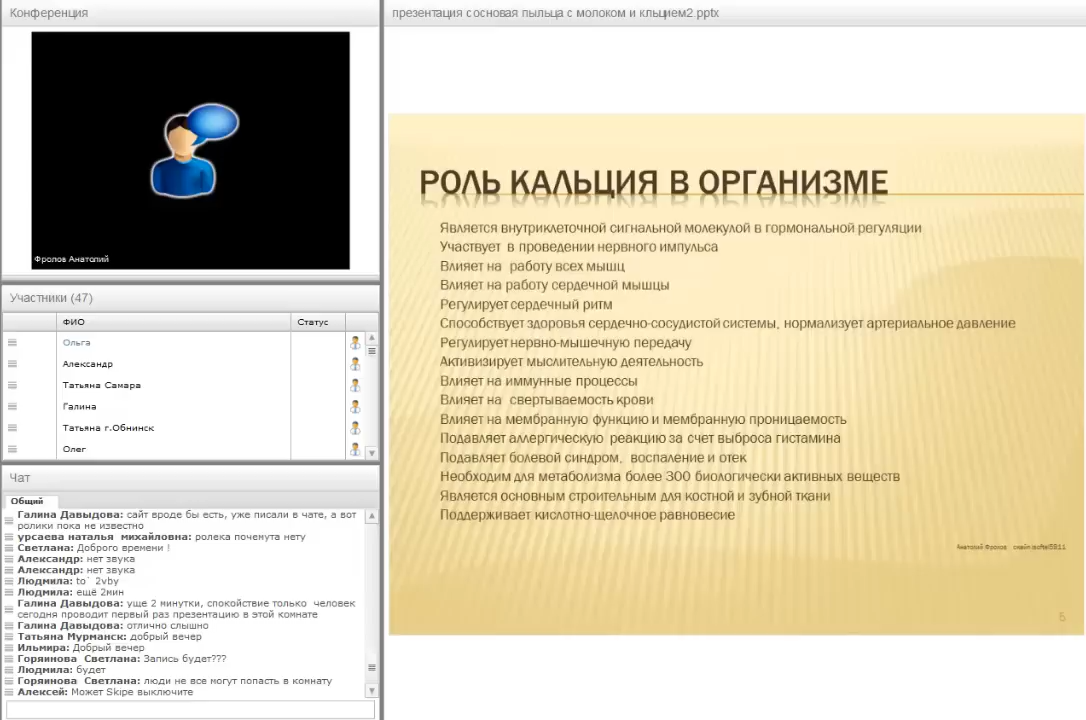 Конференция
Фролов Анатолий
Участники (47)
ФИО
Статус
Ольга
Александр
Татьяна Самара
Галина
Татьяна г.Обнинск
Олег
Чат
Общий
Галина Давыдова: сайт вроде бы есть, уже писали в чате, а вот
ролики пока не известно
урсаева наталья михайловна: ролека поченута нету
Светлана: Доброго времени !
Александр: нет звука
Александр: нет звука
Людмила: to` 2vby
Людмила: ещё 2мин
Галина Давыдова: уще 2 минутки, спокойствие только человек
сегодня проводит первый раз презентацию в этой комнате
Галина Давыдова: отлично слышно
Татьяна Мурманск: добрый вечер
Ильмира: Добрый вечер
Горяинова Светлана: Запись будет???
Людмила: будет
Горяинова Светлана: люди не все могут попасть в комнату
Алексей: Может Skipe выключите
презентация сосновая пыльца с молоком и кльцием2.pptx
РОЛЬ КАЛЬЦИЯ В ОРГАНИЗМЕ
Является внутриклеточной сигнальной молекулой в гормональной регуляции
Участвует в проведении нервного импульса
Влияет на работу всех мышц
Влияет на работу сердечной мышцы
Регулирует сердечный ритм
Способствует здоровья сердечно-сосудистой системы, нормализует артериальное давление
Регулирует нервно-мышечную передачу
Активизирует мыслительную деятельность
Влияет на иммунные процессы
Влияет на свертываемость крови
Влияет на мембранную функцию и мембранную проницаемость
Подавляет аллергическую реакцию за счет выброса гистамина
Подавляет болевой синдром, воспаление и отек
Необходим для метаболизма более 300 биологически активных веществ
Является основным строительным для костной и зубной ткани
Поддерживает кислотно-щелочное равновесие
Анатолий Фролов